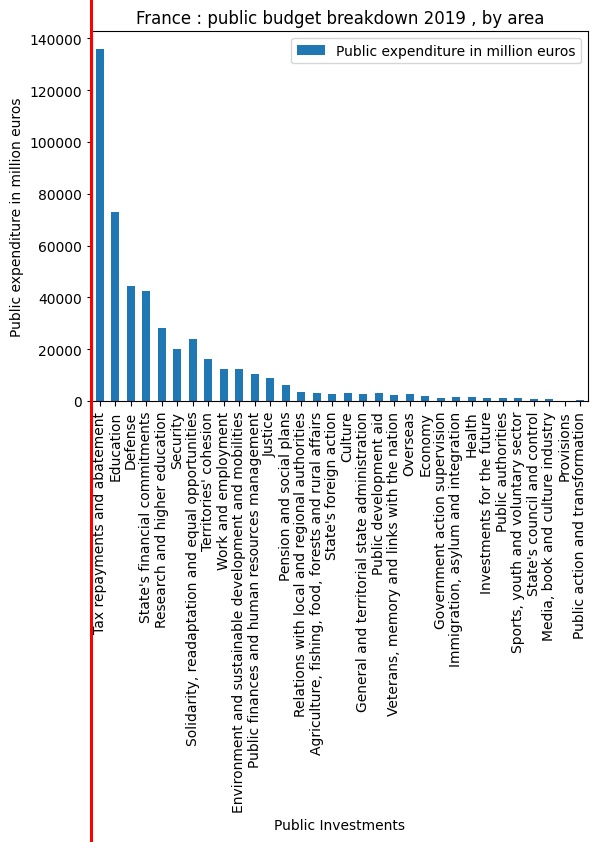 France : public budget breakdown 2019 , by area
Public expenditure in million euros
Public expenditure in million euros
140000
120000
100000
80000
60000
40000
20000
0
Tax repayments and abatement
Education
Defense
State's financial commitments
Research and higher education
Security
Solidarity, readaptation and equal opportunities
Territories' cohesion
Work and employment
Environment and sustainable development and mobilities
Public finances and human resources management
Justice
Pension and social plans
Relations with local and regional authorities
Agriculture, fishing, food, forests and rural affairs
State's foreign action
Culture
General and territorial state administration
Public development aid
Veterans, memory and links with the nation
Overseas
Economy
Government action supervision
Immigration, asylum and integration
Health
Investments for the future
Public authorities
Sports, youth and voluntary sector
State's council and control
Media, book and culture industry
Provisions
Public action and transformation
Public Investments